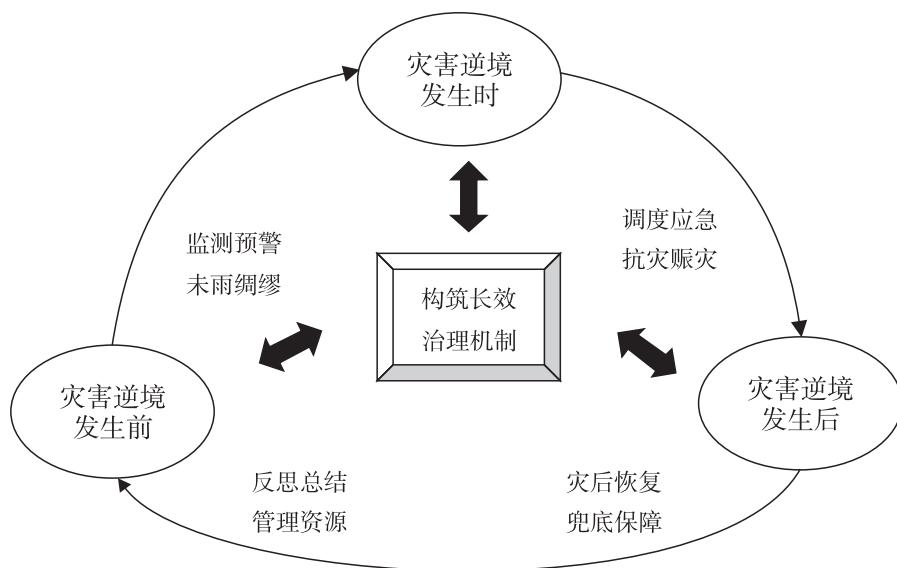 灾害逆境
发生时
监测预警
未雨绸缪
调度应急
抗灾赈灾
构筑长效
治理机制
灾害逆境
发生前
灾害逆境
发生后
反思总结
管理资源
灾后恢复
兜底保障